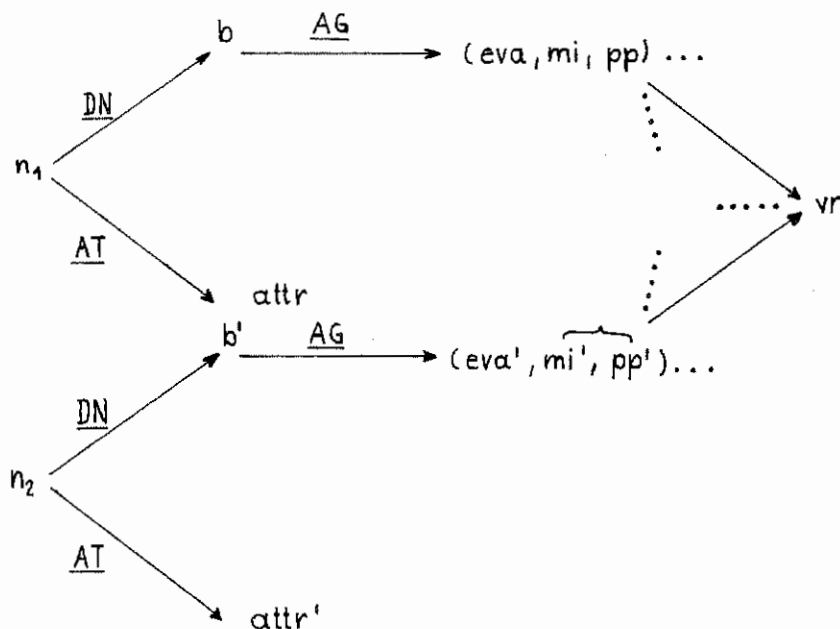 b AG (eva, mi, pp) ...
DN
n₁ vr
AT
attr
b' AG (eva', mi', pp') ...
DN
n₂
AT
attr'